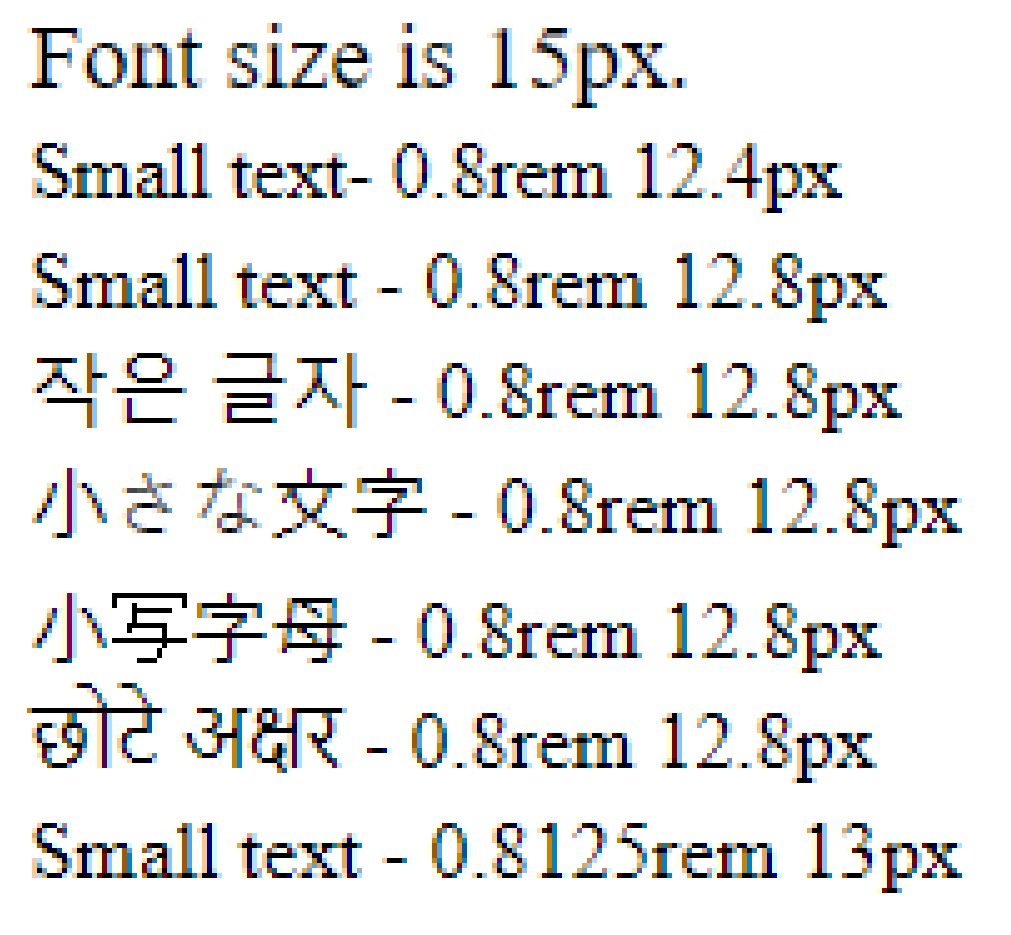 Font size is 15px.
Small text- 0.8rem 12.4px
Small text - 0.8rem 12.8px
작은 글자 - 0.8rem 12.8px
小さな文字 - 0.8rem 12.8px
小写字母 - 0.8rem 12.8px
छोटे अक्षर - 0.8rem 12.8px
Small text - 0.8125rem 13px